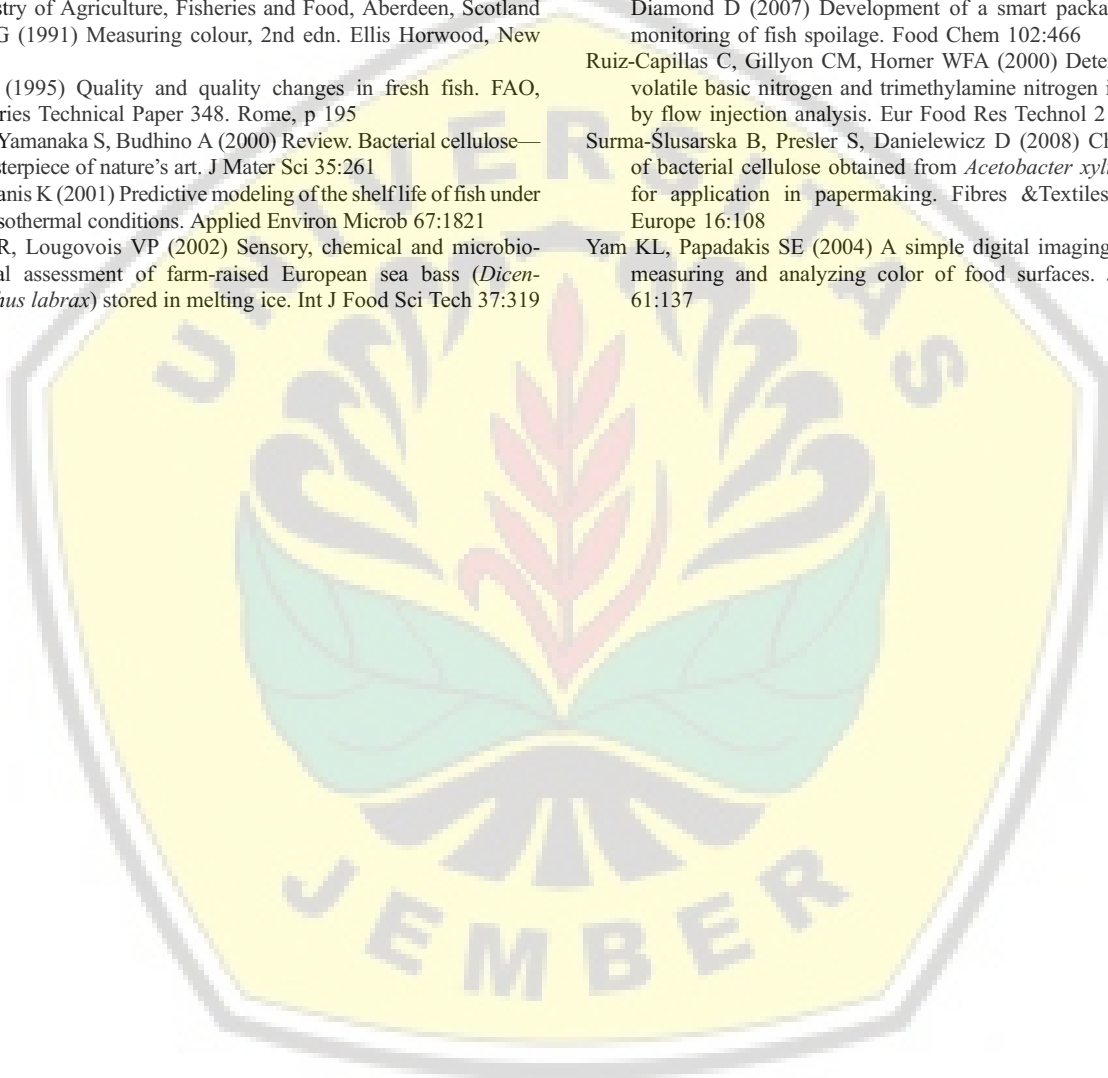 stry of Agriculture, Fisheries and Food, Aberdeen, Scotland
G (1991) Measuring colour, 2nd edn. Ellis Horwood, New
(1995) Quality and quality changes in fresh fish. FAO,
ries Technical Paper 348. Rome, p 195
Yamanaka S, Budhino A (2000) Review. Bacterial cellulose—
sterpiece of nature's art. J Mater Sci 35:261
anis K (2001) Predictive modeling of the shelf life of fish under
sothermal conditions. Applied Environ Microb 67:1821
R, Lougovois VP (2002) Sensory, chemical and microbio-
al assessment of farm-raised European sea bass (Dicen-
hus labrax) stored in melting ice. Int J Food Sci Tech 37:319
Diamond D (2007) Development of a smart packa
monitoring of fish spoilage. Food Chem 102:466
Ruiz-Capillas C, Gillyon CM, Horner WFA (2000) Deter
volatile basic nitrogen and trimethylamine nitrogen i
by flow injection analysis. Eur Food Res Technol 2
Surma-Ślusarska B, Presler S, Danielewicz D (2008) Ch
of bacterial cellulose obtained from Acetobacter xyli
for application in papermaking. Fibres &Textiles
Europe 16:108
Yam KL, Papadakis SE (2004) A simple digital imaging
measuring and analyzing color of food surfaces.
61:137
UNIVERSITAS
JEMBER